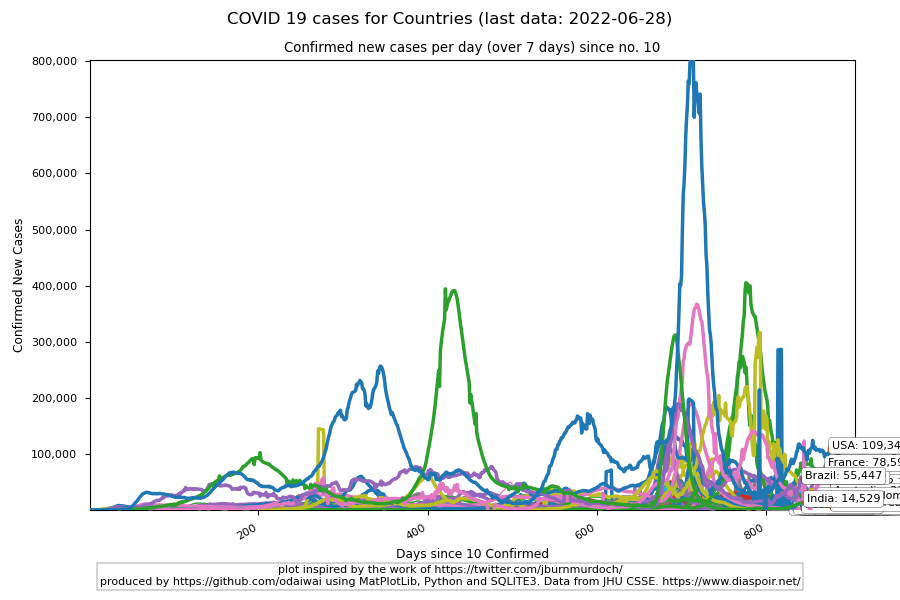 COVID 19 cases for Countries (last data: 2022-06-28)
Confirmed new cases per day (over 7 days) since no. 10
800,000
700,000
600,000
500,000
400,000
300,000
200,000
100,000
Confirmed New Cases
USA: 109,34
France: 78,59
Brazil: 55,447
India: 14,529
200
400
600
800
Days since 10 Confirmed
plot inspired by the work of https://twitter.com/jburnmurdoch/
produced by https://github.com/odaiwai using MatPlotLib, Python and SQLITE3. Data from JHU CSSE. https://www.diaspoir.net/